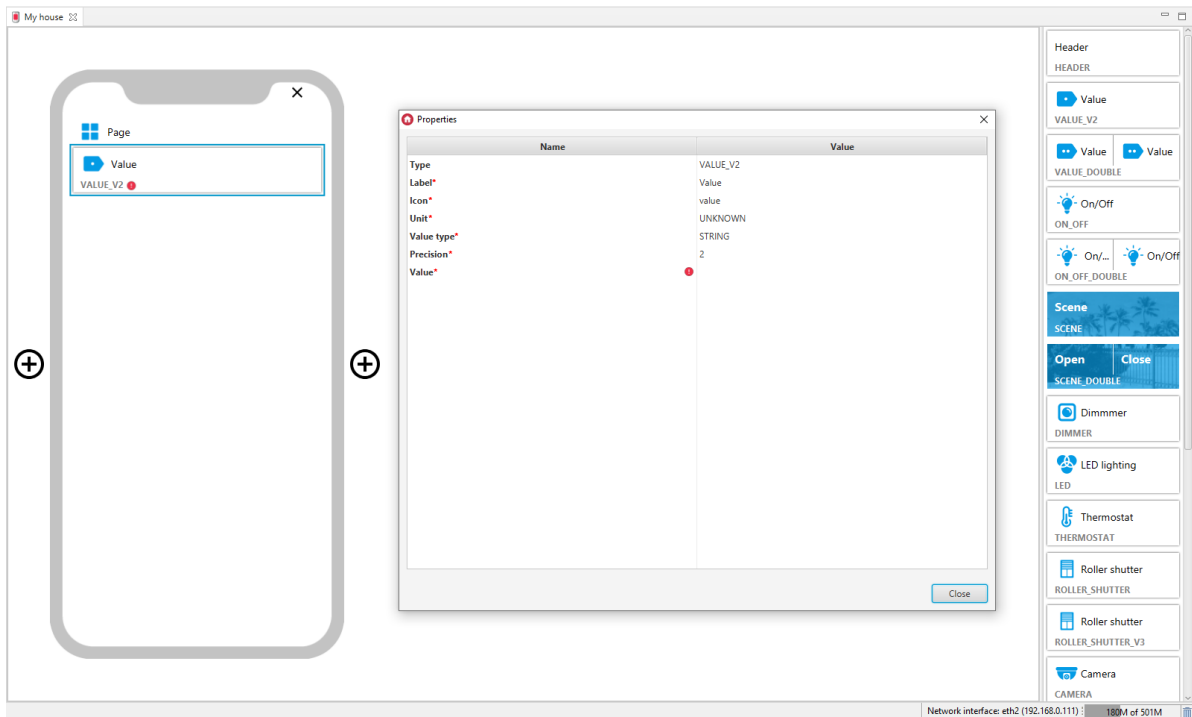 My house
Page
Value
VALUE_V2
Properties
Name Value
Type VALUE_V2
Label* Value
Icon* value
Unit* UNKNOWN
Value type* STRING
Precision* 2
Value*
Close
Header
HEADER
Value
VALUE_V2
Value Value
VALUE_DOUBLE
On/Off
ON_OFF
On/... On/Off
ON_OFF_DOUBLE
Scene
SCENE
Open Close
SCENE_DOUBLE
Dimmmer
DIMMER
LED lighting
LED
Thermostat
THERMOSTAT
Roller shutter
ROLLER_SHUTTER
Roller shutter
ROLLER_SHUTTER_V3
Camera
CAMERA
Network interface: eth2 (192.168.0.111) 180M of 501M